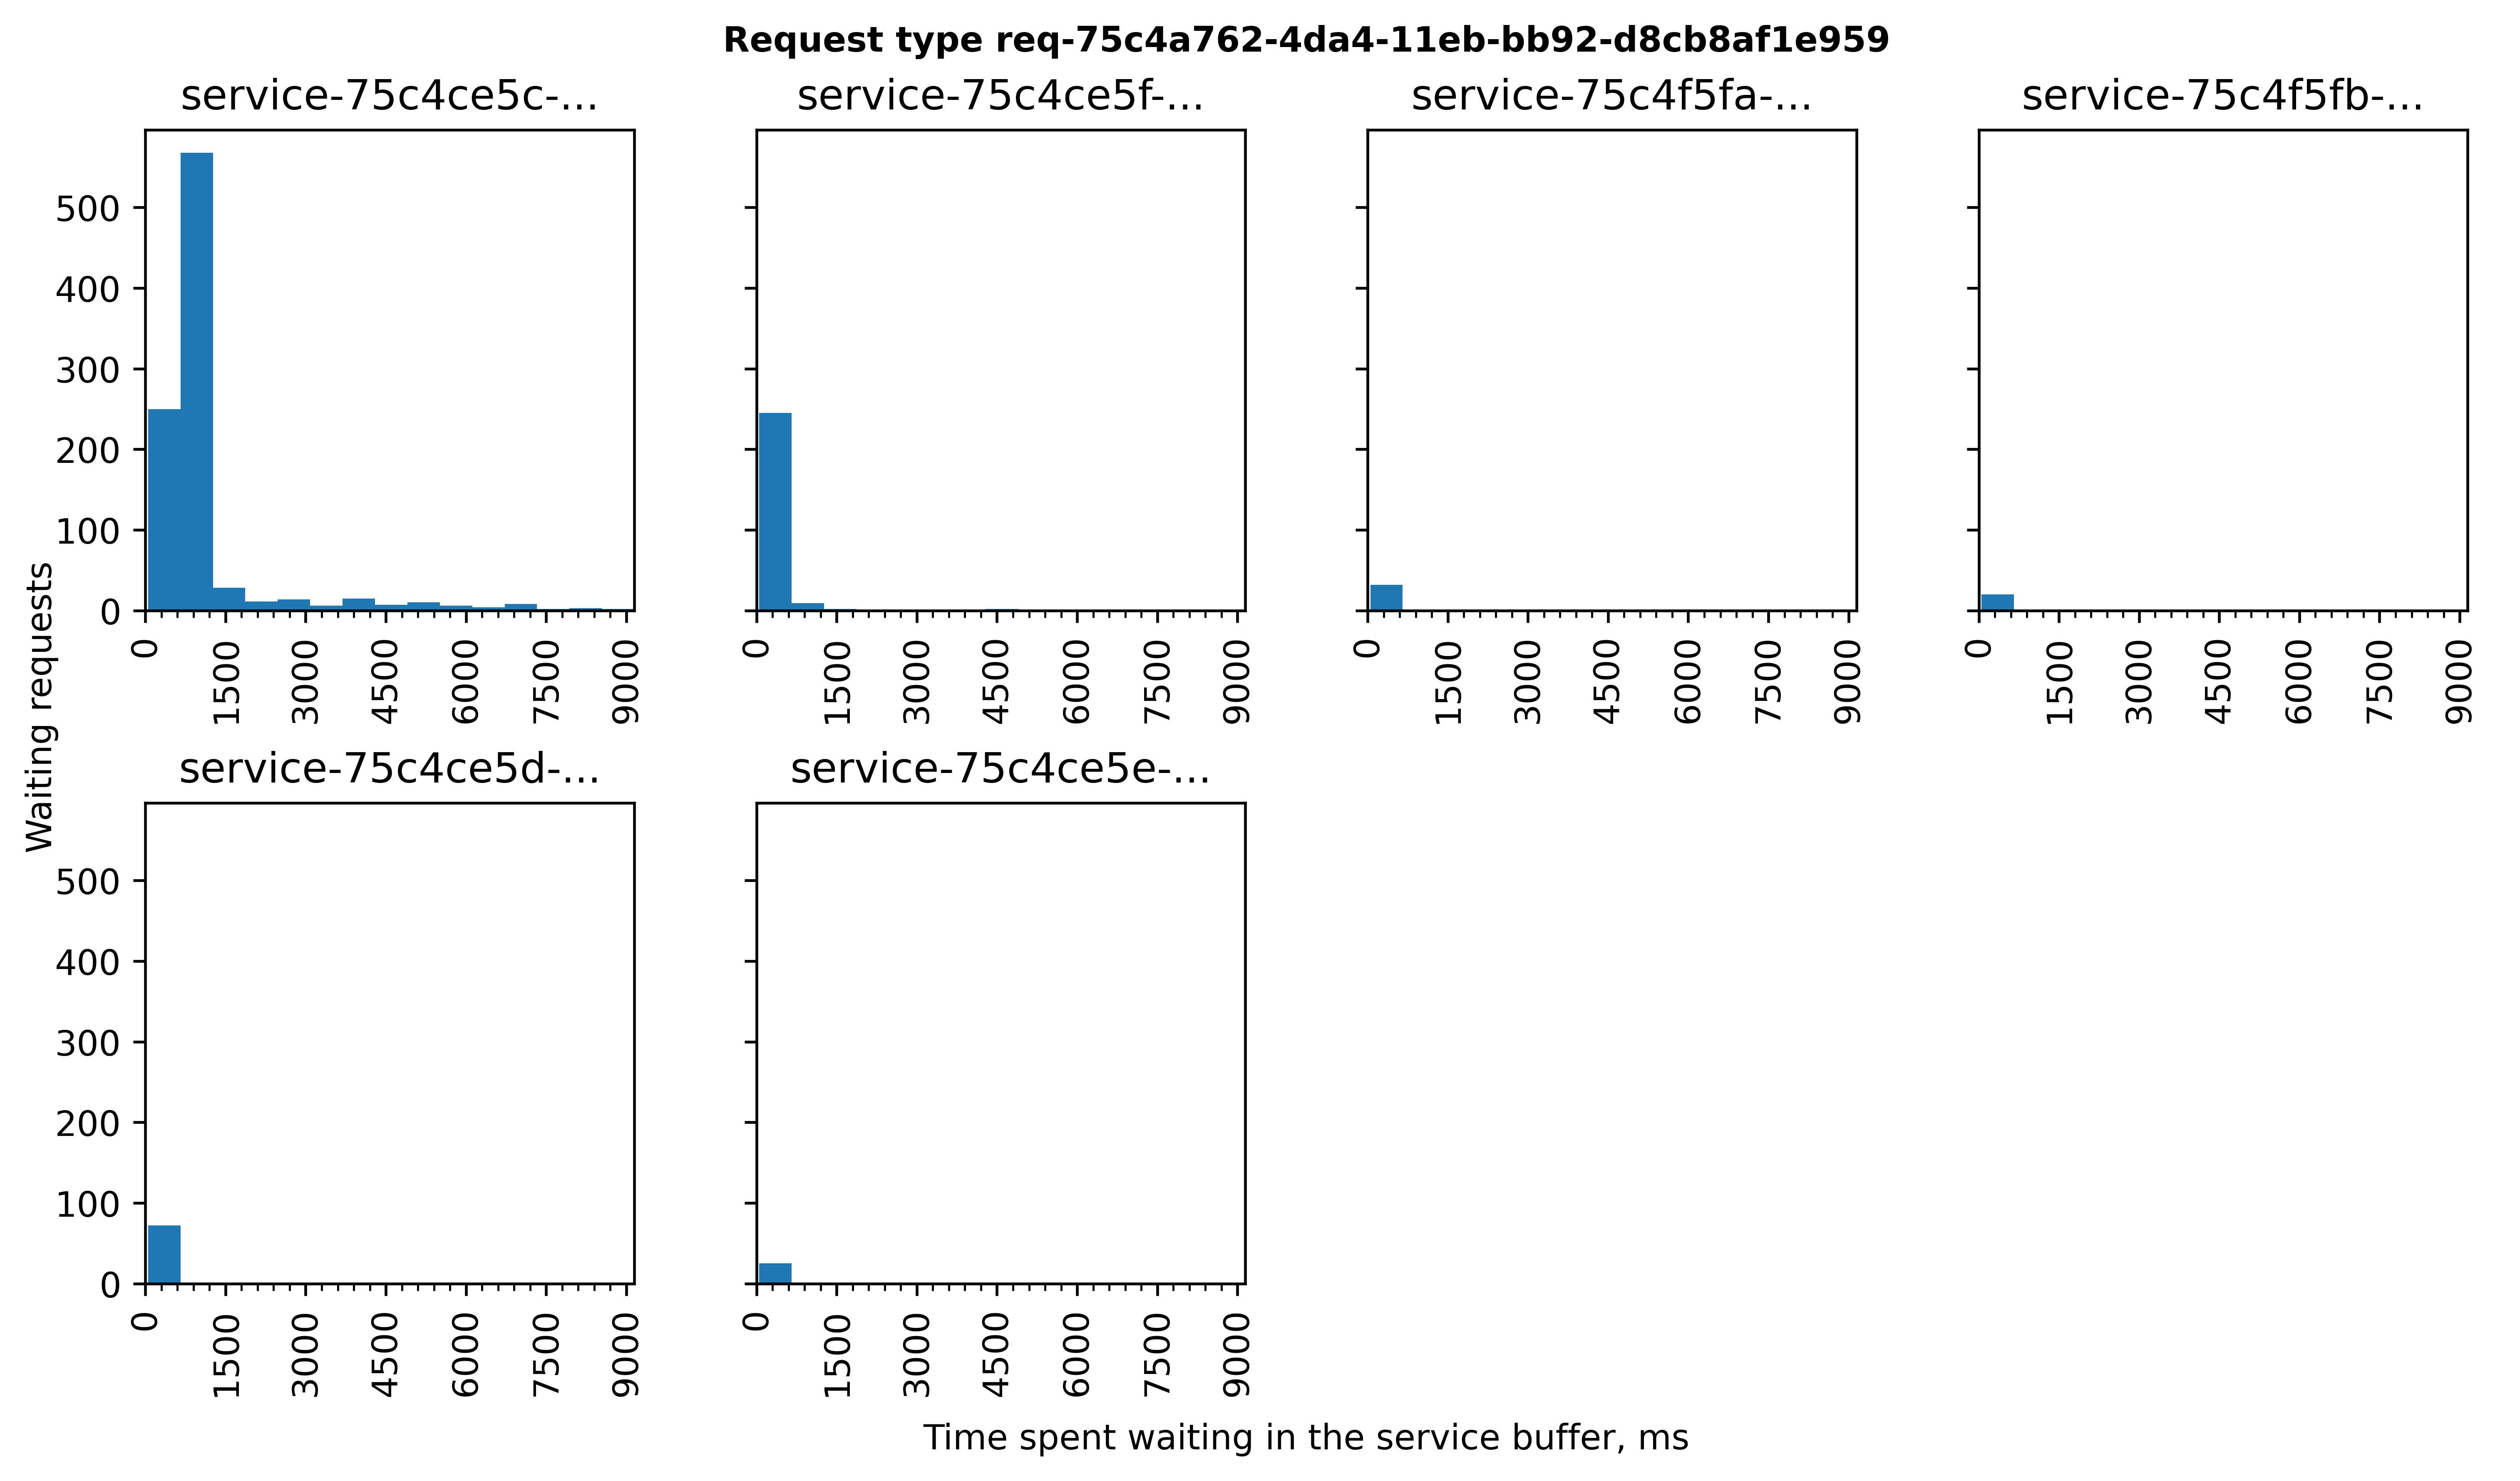 Request type req-75c4a762-4da4-11eb-bb92-d8cb8af1e959
service-75c4ce5c-...
service-75c4ce5f-...
service-75c4f5fa-...
service-75c4f5fb-...
500
400
300
200
100
0
0 1500 3000 4500 6000 7500 9000
0 1500 3000 4500 6000 7500 9000
0 1500 3000 4500 6000 7500 9000
0 1500 3000 4500 6000 7500 9000
Waiting requests
service-75c4ce5d-...
service-75c4ce5e-...
500
400
300
200
100
0
0 1500 3000 4500 6000 7500 9000
0 1500 3000 4500 6000 7500 9000
Time spent waiting in the service buffer, ms